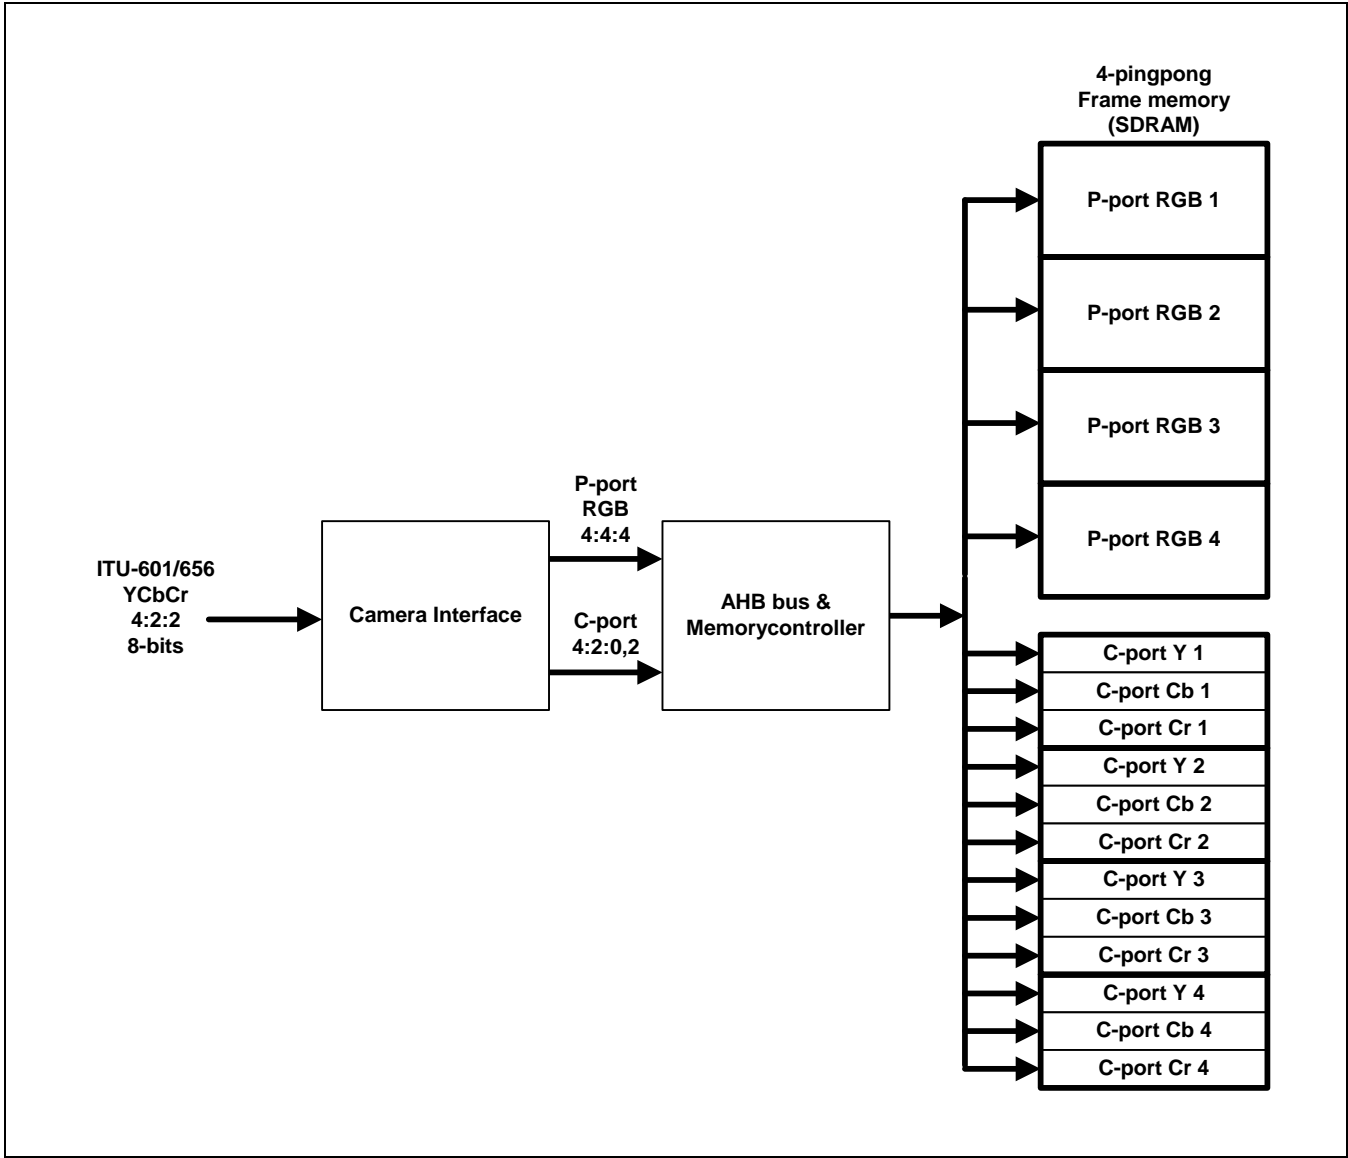 4-pingpong
Frame memory
(SDRAM)
P-port RGB 1
P-port RGB 2
P-port RGB 3
P-port RGB 4
P-port
RGB
4:4:4
ITU-601/656
YCbCr
4:2:2
8-bits
Camera Interface
C-port
4:2:0,2
AHB bus &
Memorycontroller
C-port Y 1
C-port Cb 1
C-port Cr 1
C-port Y 2
C-port Cb 2
C-port Cr 2
C-port Y 3
C-port Cb 3
C-port Cr 3
C-port Y 4
C-port Cb 4
C-port Cr 4